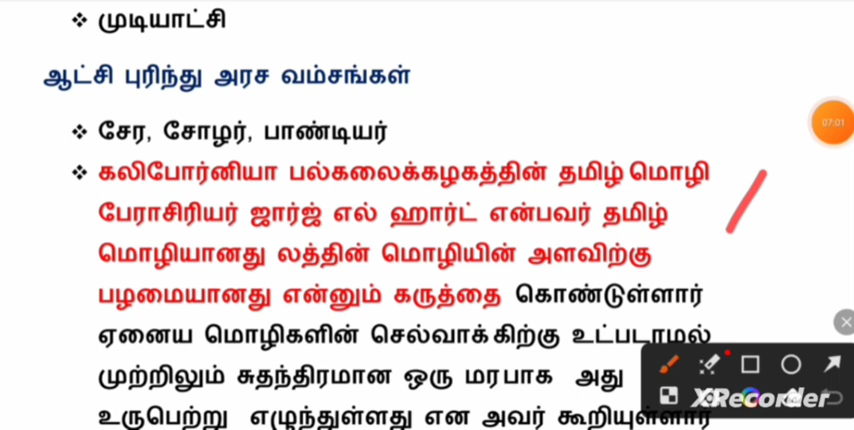 ❖ முடியாட்சி
ஆட்சி புரிந்து அரச வம்சங்கள்
❖ சேர, சோழர், பாண்டியர்
❖ கலிபோர்னியா பல்கலைக்கழகத்தின் தமிழ் மொழி
பேராசிரியர் ஜார்ஜ் எல் ஹார்ட் என்பவர் தமிழ்
மொழியானது லத்தின் மொழியின் அளவிற்கு
பழமையானது என்னும் கருத்தை கொண்டுள்ளார்
ஏனைய மொழிகளின் செல்வாக்கிற்கு உட்படாமல்
முற்றிலும் சுதந்திரமான ஒரு மரபாக அது
உருபெற்று எழுந்துள்ளது என அவர் கூறியுள்ளார்
07:01
XRecorder